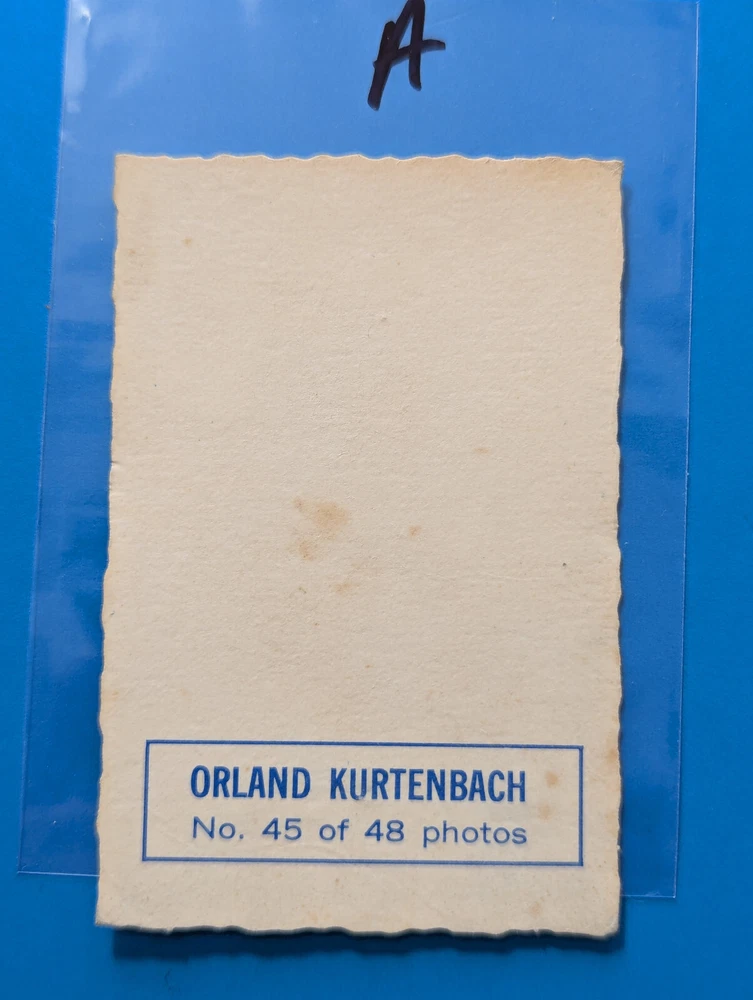 A
ORLAND KURTENBACH
No. 45 of 48 photos